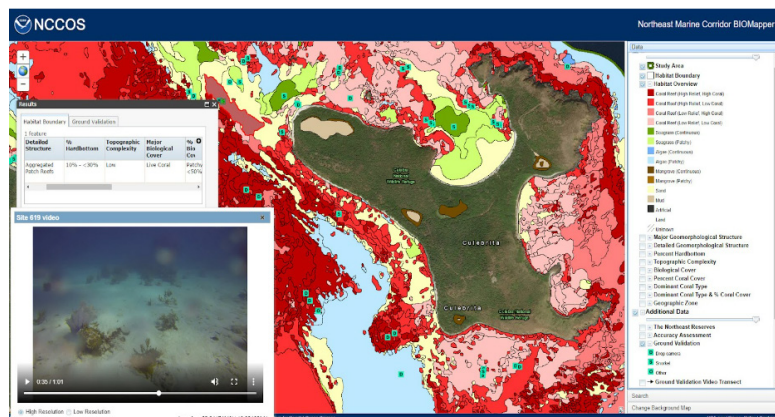 NCCOS
Northeast Marine Corridor BIOMapper
Data
Study Area
Habitat Boundary
Habitat Overview
Coral Reef (High Relief, High Coral)
Coral Reef (High Relief, Low Coral)
Coral Reef (Low Relief, High Coral)
Coral Reef (Low Relief, Low Coral)
Seagrass (Continuous)
Seagrass (Patchy)
Algae (Continuous)
Algae (Patchy)
Mangrove (Continuous)
Mangrove (Patchy)
Sand
Mud
Artificial
Land
Unknown
Major Geomorphological Structure
Detailed Geomorphological Structure
Percent Hardbottom
Topographic Complexity
Biological Cover
Percent Coral Cover
Dominant Coral Type
Dominant Coral Type & % Coral Cover
Geographic Zone
Additional Data
The Northeast Reserves
Accuracy Assessment
Ground Validation
Drop camera
Snorkel
Other
Ground Validation Video Transect
Search
Change Background Map
Results
Habitat Boundary Ground Validation
1 feature
Detailed Structure % Hardbottom Topographic Complexity Major Biological Cover %
Aggregated Patch Reefs 10% - <30% Low Live Coral Patchy <50%
Site 619 video
0:35 / 1:01
High Resolution Low Resolution
Culebrita
Culebrita